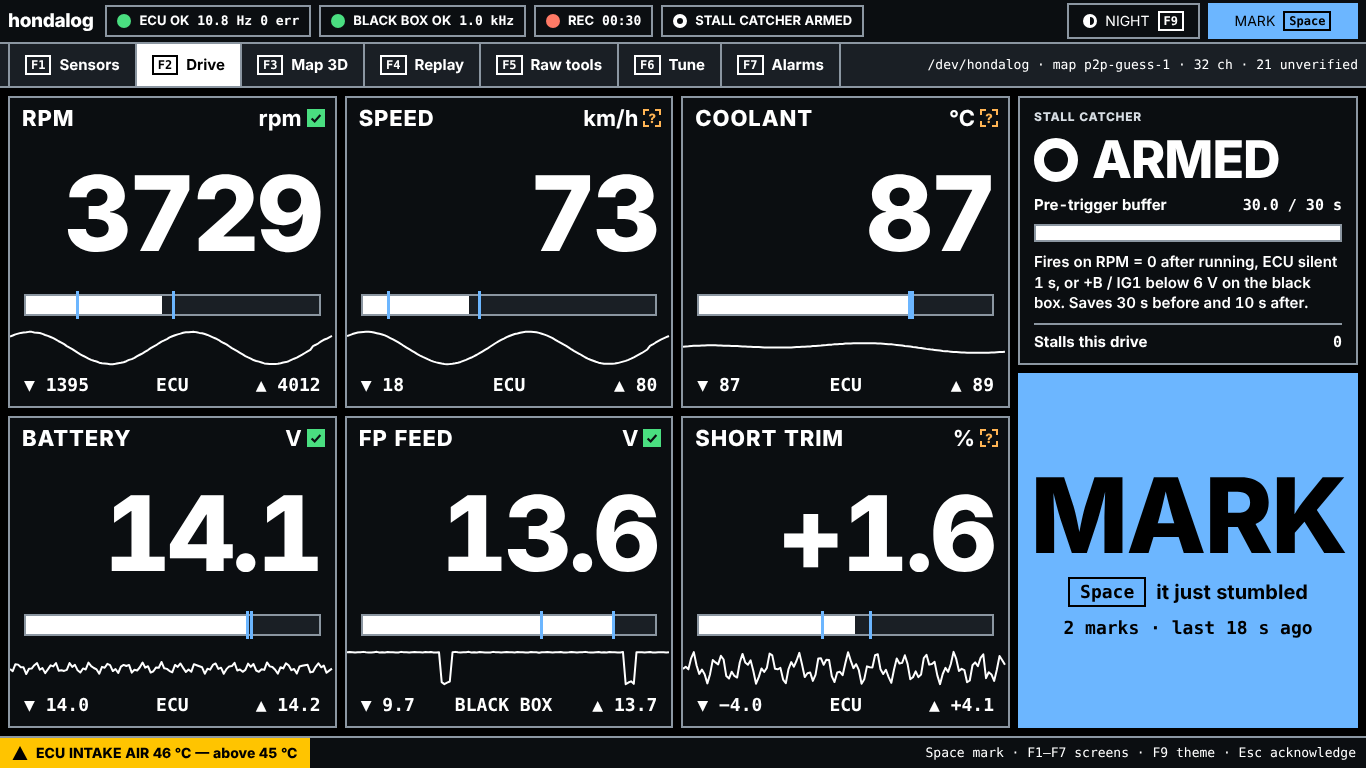 hondalog
ECU OK 10.8 Hz 0 err
BLACK BOX OK 1.0 kHz
REC 00:30
STALL CATCHER ARMED
NIGHT F9
MARK Space
F1 Sensors
F2 Drive
F3 Map 3D
F4 Replay
F5 Raw tools
F6 Tune
F7 Alarms
/dev/hondalog · map p2p-guess-1 · 32 ch · 21 unverified
RPM rpm
3729
▼ 1395 ECU ▲ 4012
SPEED km/h ?
73
▼ 18 ECU ▲ 80
COOLANT °C ?
87
▼ 87 ECU ▲ 89
STALL CATCHER
ARMED
Pre-trigger buffer 30.0 / 30 s
Fires on RPM = 0 after running, ECU silent
1 s, or +B / IG1 below 6 V on the black
box. Saves 30 s before and 10 s after.
Stalls this drive 0
BATTERY V
14.1
▼ 14.0 ECU ▲ 14.2
FP FEED V
13.6
▼ 9.7 BLACK BOX ▲ 13.7
SHORT TRIM % ?
+1.6
▼ −4.0 ECU ▲ +4.1
MARK
Space it just stumbled
2 marks · last 18 s ago
ECU INTAKE AIR 46 °C — above 45 °C
Space mark · F1–F7 screens · F9 theme · Esc acknowledge